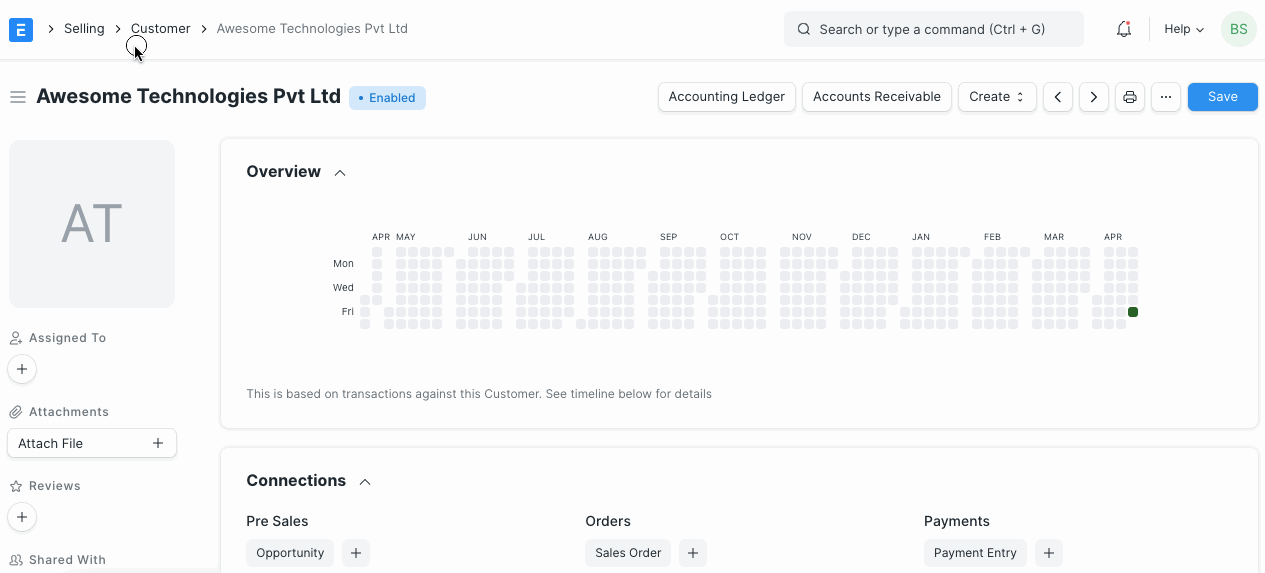 E Selling Customer Awesome Technologies Pvt Ltd Search or type a command (Ctrl + G) Help BS
Awesome Technologies Pvt Ltd Enabled Accounting Ledger Accounts Receivable Create ... Save
AT
Overview
APR MAY JUN JUL AUG SEP OCT NOV DEC JAN FEB MAR APR
Mon
Wed
Fri
This is based on transactions against this Customer. See timeline below for details
Assigned To
+
Attachments
Attach File +
Reviews
+
Shared With
Connections
Pre Sales Orders Payments
Opportunity + Sales Order + Payment Entry +